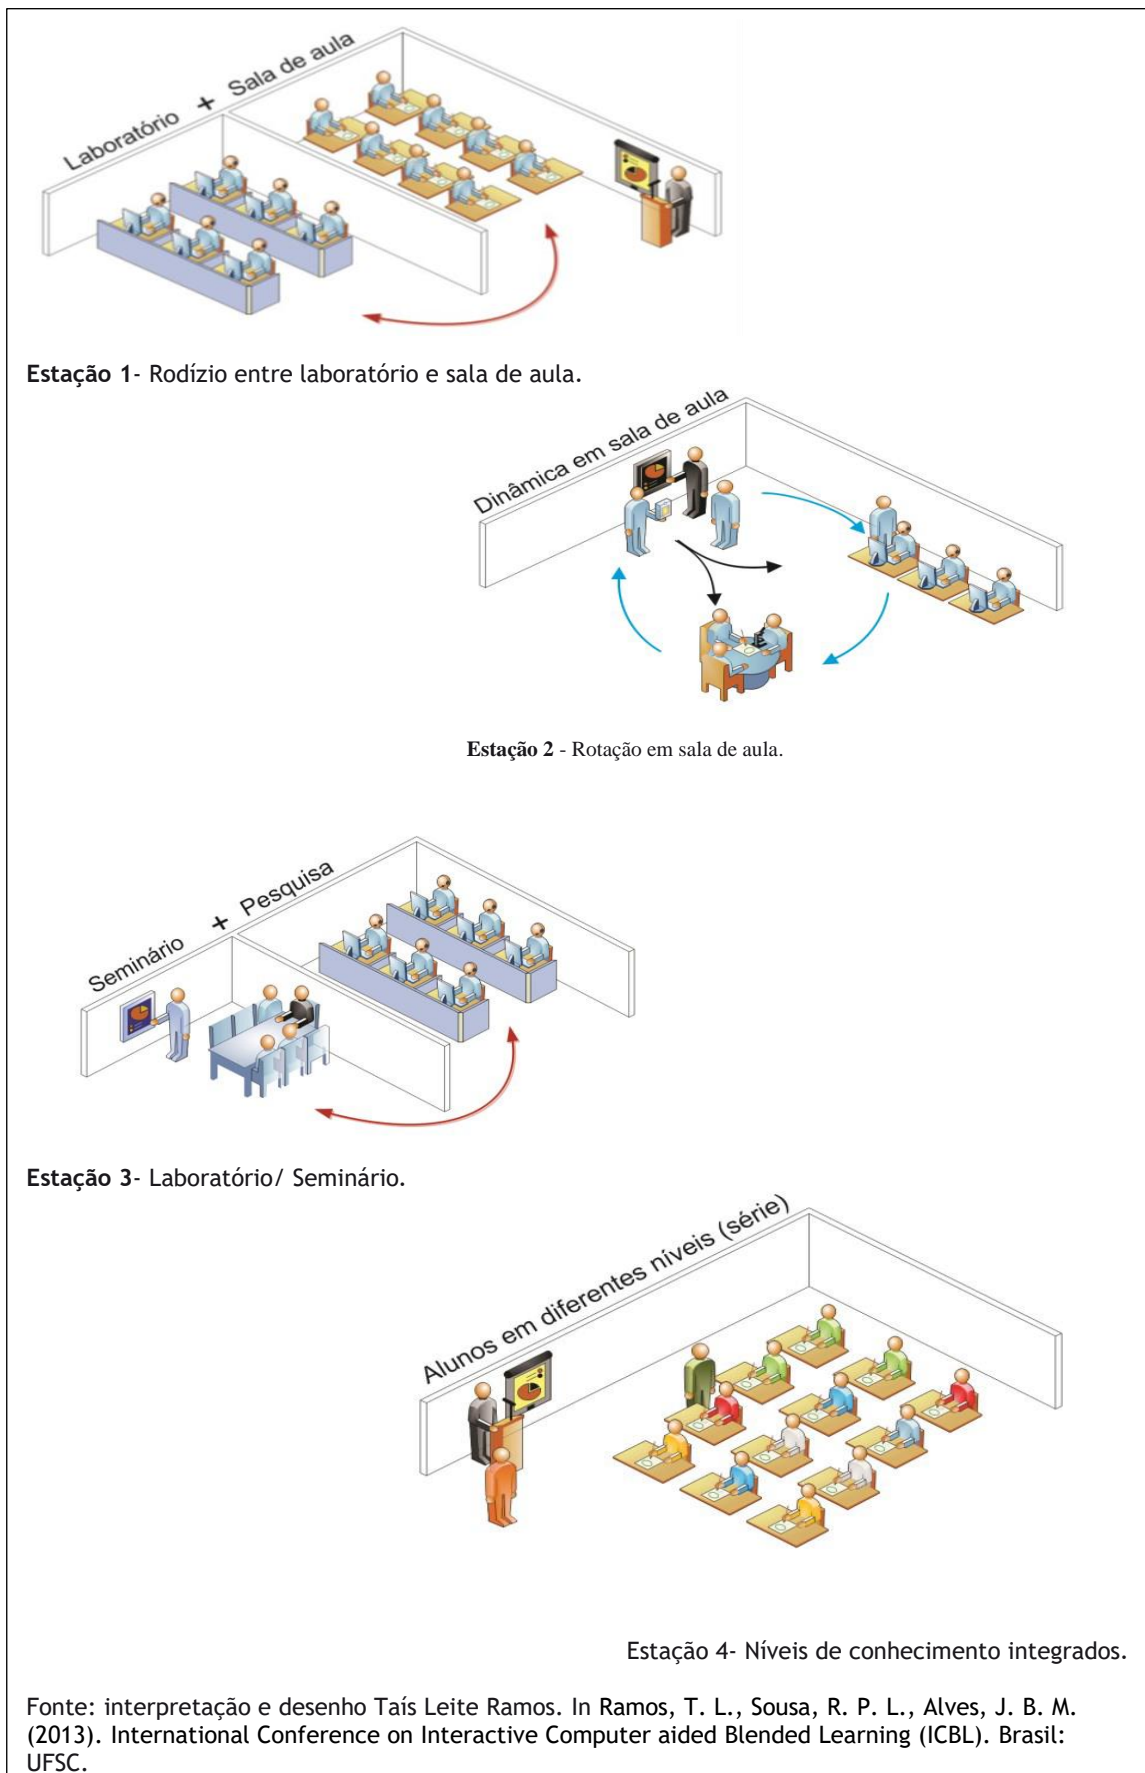 Laboratório + Sala de aula
Estação 1- Rodízio entre laboratório e sala de aula.
Dinâmica em sala de aula
Estação 2 - Rotação em sala de aula.
Seminário + Pesquisa
Estação 3- Laboratório/ Seminário.
Alunos em diferentes níveis (série)
Estação 4- Níveis de conhecimento integrados.
Fonte: interpretação e desenho Taís Leite Ramos. In Ramos, T. L., Sousa, R. P. L., Alves, J. B. M.
(2013). International Conference on Interactive Computer aided Blended Learning (ICBL). Brasil:
UFSC.